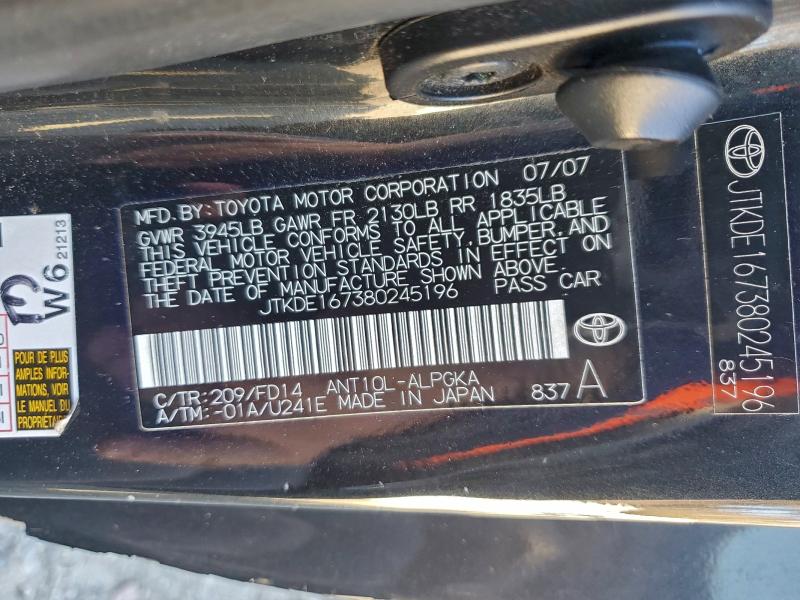 MFD. BY: TOYOTA MOTOR CORPORATION 07/07
GVWR 3945LB GAWR FR 2130LB RR 1835LB
THIS VEHICLE CONFORMS TO ALL APPLICABLE
FEDERAL MOTOR VEHICLE SAFETY, BUMPER, AND
THEFT PREVENTION STANDARDS IN EFFECT ON
THE DATE OF MANUFACTURE SHOWN ABOVE.
JTKDE167380245196 PASS CAR
C/TR: 209/FD14 ANT10L-ALPGKA
A/TM: -01A/U241E MADE IN JAPAN 837 A
JTKDE167380245196
837
W6 21213
POUR DE PLUS
AMPLES INFOR-
MATIONS, LIRE
LE MANUEL DU
PROPRIÉTAIRE